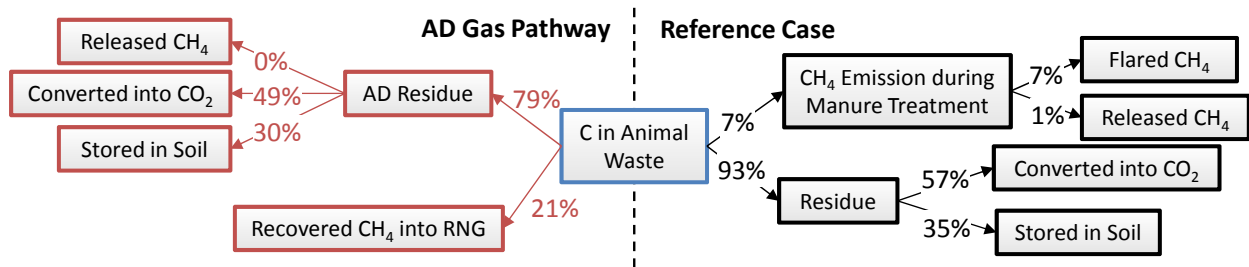 AD Gas Pathway
Reference Case
Released CH₄
0%
Converted into CO₂
49%
30%
Stored in Soil
AD Residue
79%
Recovered CH₄ into RNG
21%
C in Animal
Waste
7%
93%
CH₄ Emission during
Manure Treatment
7%
Flared CH₄
1%
Released CH₄
Residue
57%
Converted into CO₂
35%
Stored in Soil